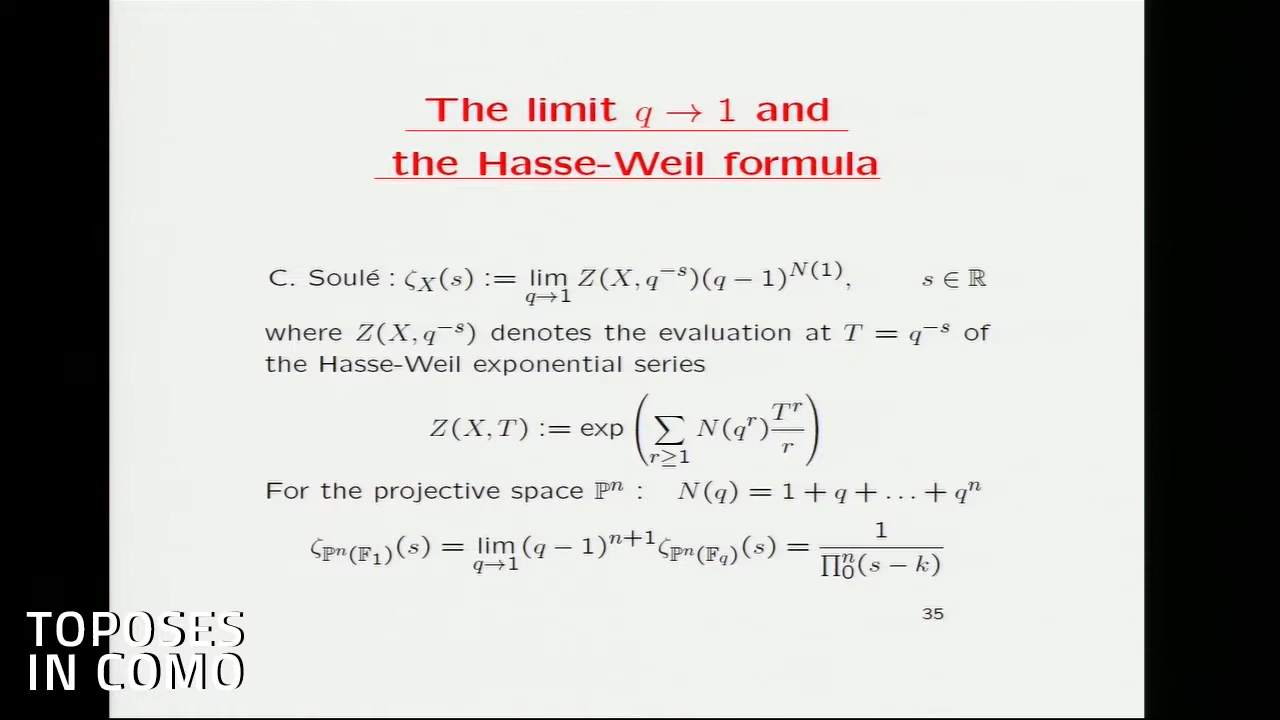 The limit q → 1 and
the Hasse-Weil formula
C. Soulé : ζ_X(s) := lim_{q→1} Z(X, q^{−s})(q − 1)^{N(1)}, s ∈ ℝ
where Z(X, q^{−s}) denotes the evaluation at T = q^{−s} of
the Hasse-Weil exponential series
Z(X, T) := exp ( ∑_{r≥1} N(q^r) T^r / r )
For the projective space ℙ^n : N(q) = 1 + q + … + q^n
ζ_{ℙ^n(𝔽_1)}(s) = lim_{q→1} (q − 1)^{n+1} ζ_{ℙ^n(𝔽_q)}(s) = 1 / ∏_0^n (s − k)
35
TOPOSES
IN COMO